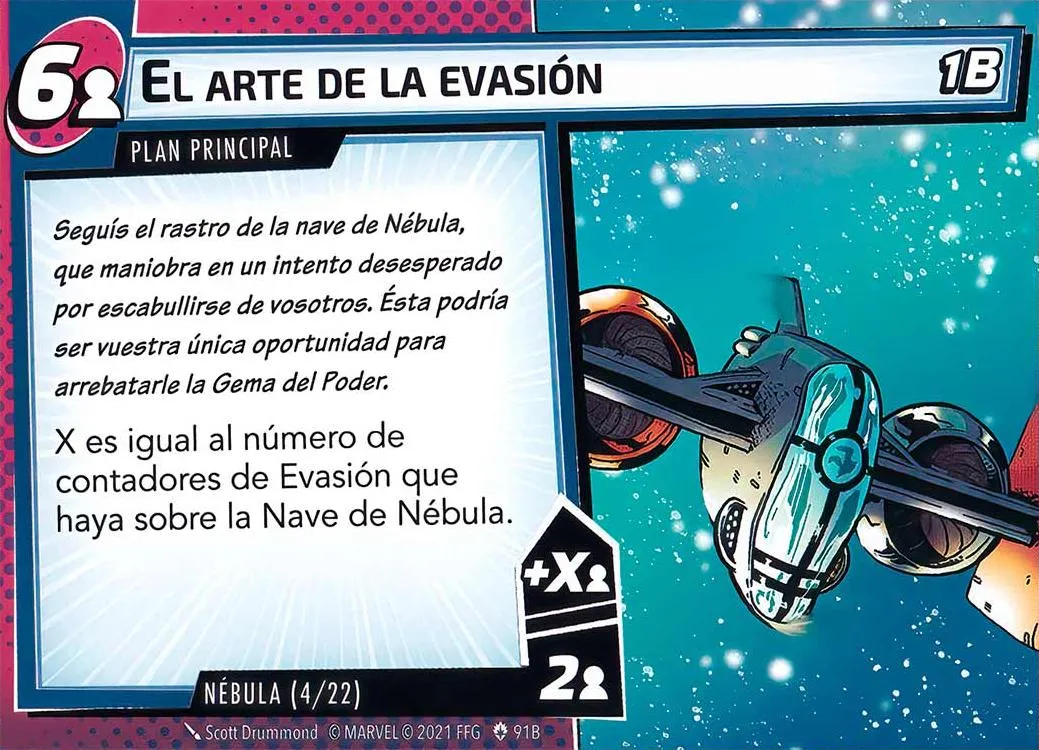 6
EL ARTE DE LA EVASIÓN
1B
PLAN PRINCIPAL
Seguís el rastro de la nave de Nébula,
que maniobra en un intento desesperado
por escabullirse de vosotros. Ésta podría
ser vuestra única oportunidad para
arrebatarle la Gema del Poder.
X es igual al número de
contadores de Evasión que
haya sobre la Nave de Nébula.
+X
2
NÉBULA (4/22)
Scott Drummond © MARVEL © 2021 FFG 91B